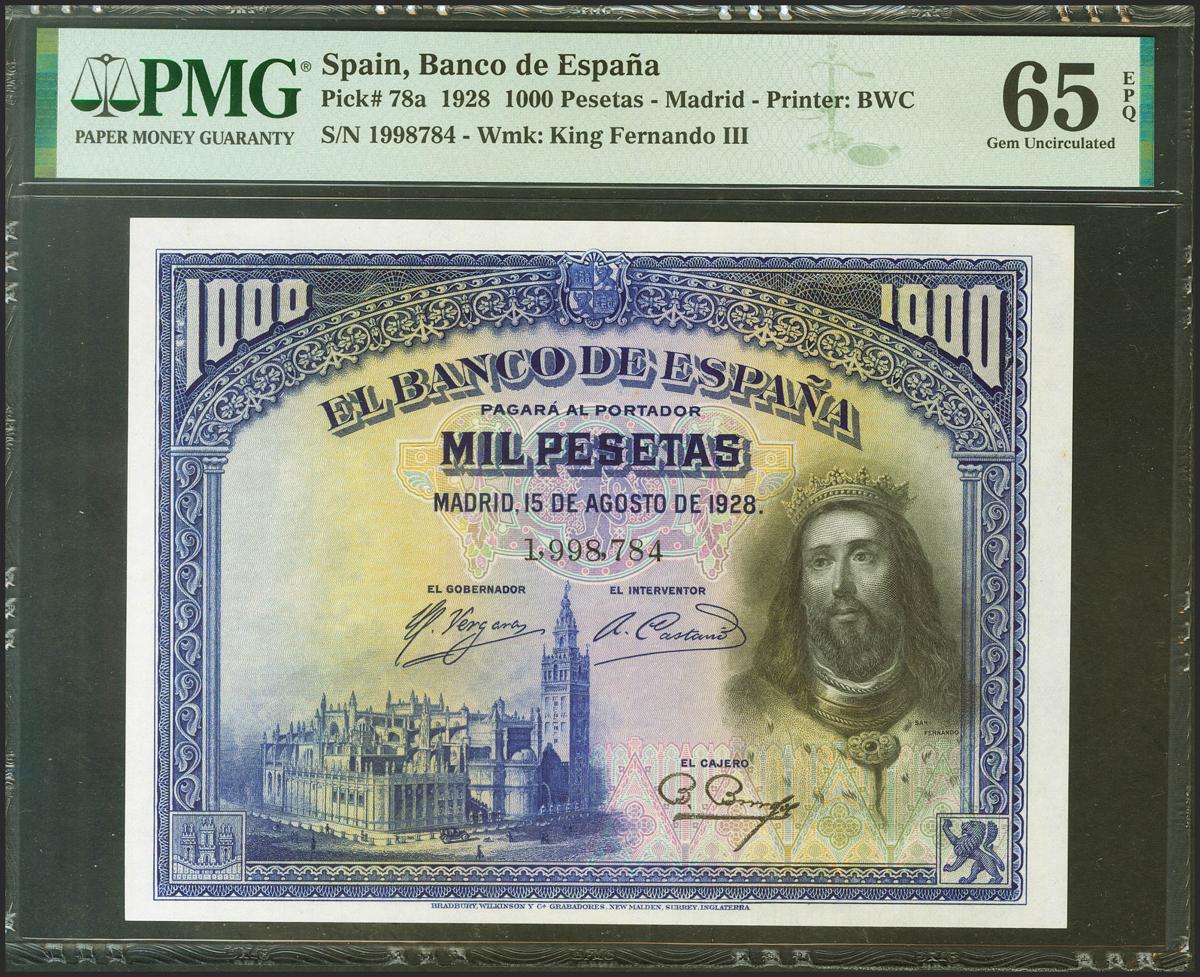 PMG®
PAPER MONEY GUARANTY
Spain, Banco de España
Pick# 78a 1928 1000 Pesetas - Madrid - Printer: BWC
S/N 1998784 - Wmk: King Fernando III
65 EPQ
Gem Uncirculated
1000 1000
EL BANCO DE ESPAÑA
PAGARÁ AL PORTADOR
MIL PESETAS
MADRID, 15 DE AGOSTO DE 1928.
1,998,784
EL GOBERNADOR EL INTERVENTOR
Vergara A. Castaño
SAN
FERNANDO
EL CAJERO
BRADBURY, WILKINSON Y Cª GRABADORES, NEW MALDEN, SURREY, INGLATERRA